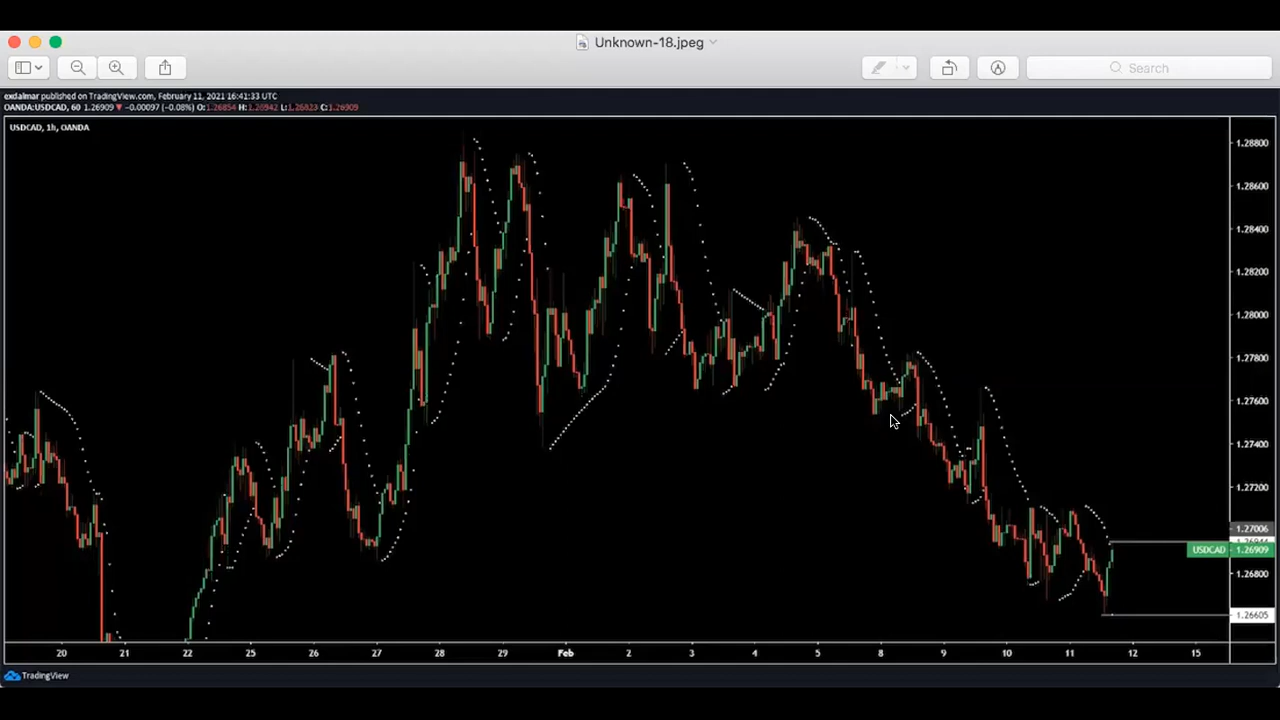 Unknown-18.jpeg
Search
exdalmar published on TradingView.com, February 11, 2021 16:41:33 UTC
OANDA:USDCAD, 60 1.26909 ▼ −0.00097 (−0.08%) O:1.26854 H:1.26942 L:1.26823 C:1.26909
USDCAD, 1h, OANDA
1.28800
1.28600
1.28400
1.28200
1.28000
1.27800
1.27600
1.27400
1.27200
1.27006
1.26944
USDCAD 1.26909
1.26800
1.26605
20 21 22 25 26 27 28 29 Feb 2 3 4 5 8 9 10 11 12 15
TradingView